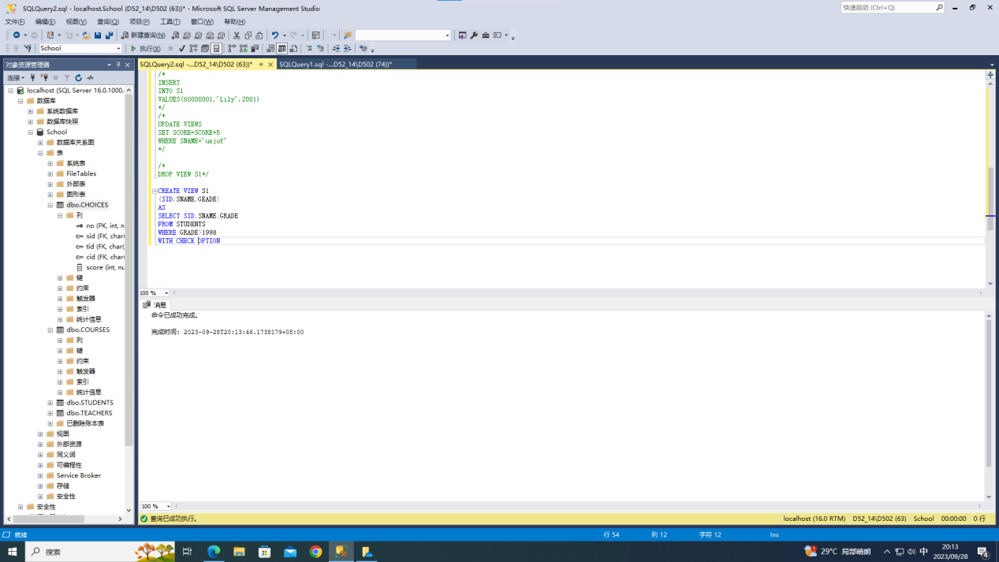 SQLQuery2.sql - localhost.School (D52_14\D502 (63))* - Microsoft SQL Server Management Studio
快速启动 (Ctrl+Q)
文件(F) 编辑(E) 视图(V) 查询(Q) 项目(P) 工具(T) 窗口(W) 帮助(H)
新建查询(N)
School
执行(X)
对象资源管理器
连接
localhost (SQL Server 16.0.1000.
数据库
系统数据库
数据库快照
School
数据库关系图
表
系统表
FileTables
外部表
图形表
dbo.CHOICES
列
no (PK, int, n
sid (FK, char(
tid (FK, char(
cid (FK, char(
score (int, nu
键
约束
触发器
索引
统计信息
dbo.COURSES
列
键
约束
触发器
索引
统计信息
dbo.STUDENTS
dbo.TEACHERS
已删除账本表
视图
外部资源
同义词
可编程性
Service Broker
存储
安全性
安全性
SQLQuery2.sql -...D52_14\D502 (63))* SQLQuery1.sql -...D52_14\D502 (74))*
/*
INSERT
INTO S1
VALUES(60000001,'Lily',2001)
*/
/*
UPDATE VIEWS
SET SCORE=SCORE+5
WHERE SNAME='uxjof'
*/
/*
DROP VIEW S1*/
CREATE VIEW S1
(SID,SNAME,GEADE)
AS
SELECT SID,SNAME,GRADE
FROM STUDENTS
WHERE GRADE>1998
WITH CHECK OPTION
100 %
消息
命令已成功完成。
完成时间: 2023-09-28T20:13:46.1738179+08:00
100 %
查询已成功执行。 localhost (16.0 RTM) D52_14\D502 (63) School 00:00:00 0 行
就绪 行 54 列 12 字符 12 Ins
搜索
29°C 局部晴朗
中
20:13
2023/09/28
4